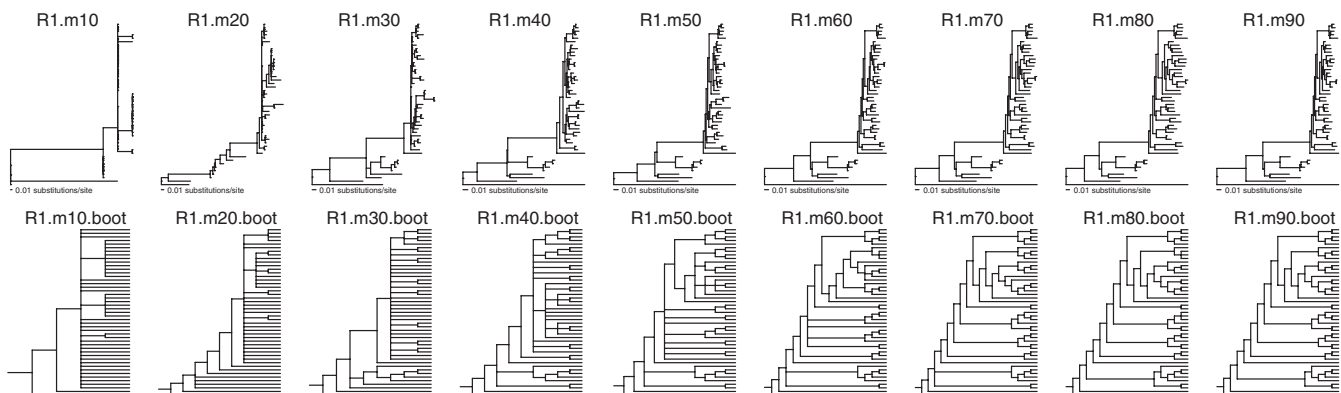 R1.m10 R1.m20 R1.m30 R1.m40 R1.m50 R1.m60 R1.m70 R1.m80 R1.m90
0.01 substitutions/site 0.01 substitutions/site 0.01 substitutions/site 0.01 substitutions/site 0.01 substitutions/site 0.01 substitutions/site 0.01 substitutions/site 0.01 substitutions/site 0.01 substitutions/site
R1.m10.boot R1.m20.boot R1.m30.boot R1.m40.boot R1.m50.boot R1.m60.boot R1.m70.boot R1.m80.boot R1.m90.boot